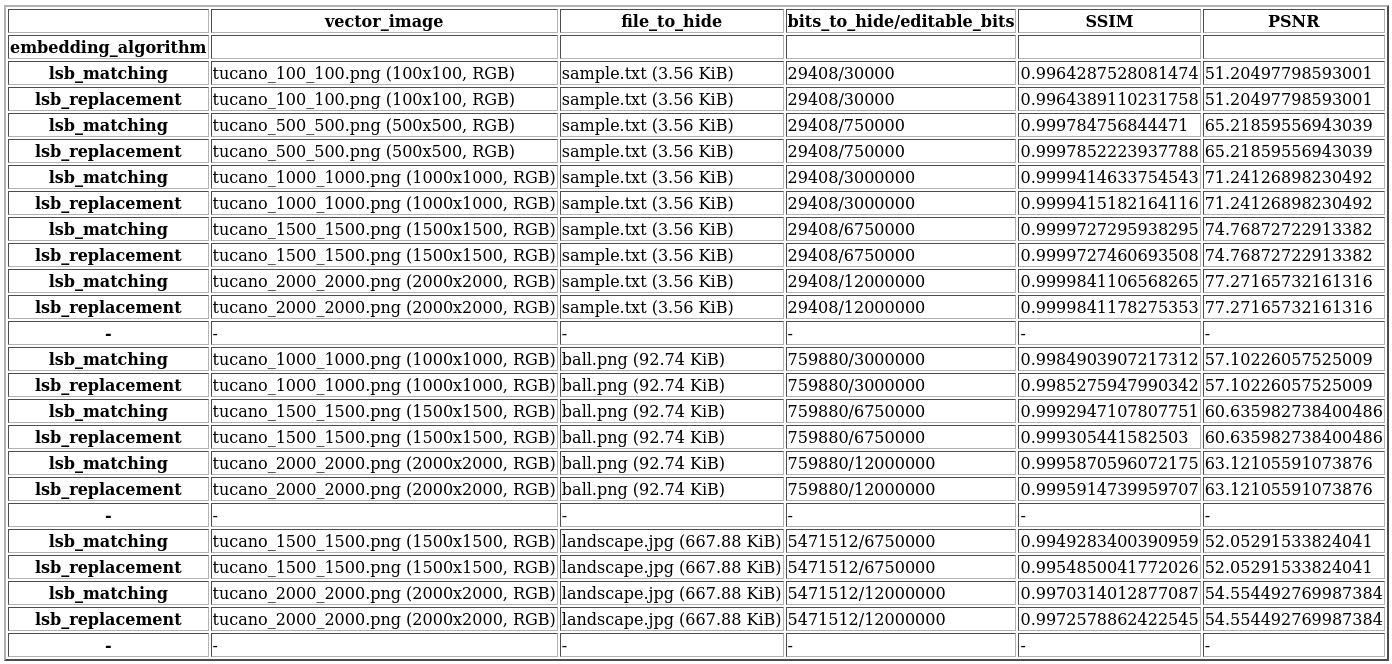 vector_image file_to_hide bits_to_hide/editable_bits SSIM PSNR
embedding_algorithm
lsb_matching tucano_100_100.png (100x100, RGB) sample.txt (3.56 KiB) 29408/30000 0.9964287528081474 51.20497798593001
lsb_replacement tucano_100_100.png (100x100, RGB) sample.txt (3.56 KiB) 29408/30000 0.9964389110231758 51.20497798593001
lsb_matching tucano_500_500.png (500x500, RGB) sample.txt (3.56 KiB) 29408/750000 0.999784756844471 65.21859556943039
lsb_replacement tucano_500_500.png (500x500, RGB) sample.txt (3.56 KiB) 29408/750000 0.9997852223937788 65.21859556943039
lsb_matching tucano_1000_1000.png (1000x1000, RGB) sample.txt (3.56 KiB) 29408/3000000 0.9999414633754543 71.24126898230492
lsb_replacement tucano_1000_1000.png (1000x1000, RGB) sample.txt (3.56 KiB) 29408/3000000 0.9999415182164116 71.24126898230492
lsb_matching tucano_1500_1500.png (1500x1500, RGB) sample.txt (3.56 KiB) 29408/6750000 0.9999727295938295 74.76872722913382
lsb_replacement tucano_1500_1500.png (1500x1500, RGB) sample.txt (3.56 KiB) 29408/6750000 0.9999727460693508 74.76872722913382
lsb_matching tucano_2000_2000.png (2000x2000, RGB) sample.txt (3.56 KiB) 29408/12000000 0.9999841106568265 77.27165732161316
lsb_replacement tucano_2000_2000.png (2000x2000, RGB) sample.txt (3.56 KiB) 29408/12000000 0.9999841178275353 77.27165732161316
- - - - - -
lsb_matching tucano_1000_1000.png (1000x1000, RGB) ball.png (92.74 KiB) 759880/3000000 0.9984903907217312 57.10226057525009
lsb_replacement tucano_1000_1000.png (1000x1000, RGB) ball.png (92.74 KiB) 759880/3000000 0.9985275947990342 57.10226057525009
lsb_matching tucano_1500_1500.png (1500x1500, RGB) ball.png (92.74 KiB) 759880/6750000 0.9992947107807751 60.635982738400486
lsb_replacement tucano_1500_1500.png (1500x1500, RGB) ball.png (92.74 KiB) 759880/6750000 0.999305441582503 60.635982738400486
lsb_matching tucano_2000_2000.png (2000x2000, RGB) ball.png (92.74 KiB) 759880/12000000 0.9995870596072175 63.12105591073876
lsb_replacement tucano_2000_2000.png (2000x2000, RGB) ball.png (92.74 KiB) 759880/12000000 0.9995914739959707 63.12105591073876
- - - - - -
lsb_matching tucano_1500_1500.png (1500x1500, RGB) landscape.jpg (667.88 KiB) 5471512/6750000 0.9949283400390959 52.05291533824041
lsb_replacement tucano_1500_1500.png (1500x1500, RGB) landscape.jpg (667.88 KiB) 5471512/6750000 0.9954850041772026 52.05291533824041
lsb_matching tucano_2000_2000.png (2000x2000, RGB) landscape.jpg (667.88 KiB) 5471512/12000000 0.9970314012877087 54.554492769987384
lsb_replacement tucano_2000_2000.png (2000x2000, RGB) landscape.jpg (667.88 KiB) 5471512/12000000 0.9972578862422545 54.554492769987384
- - - - - -